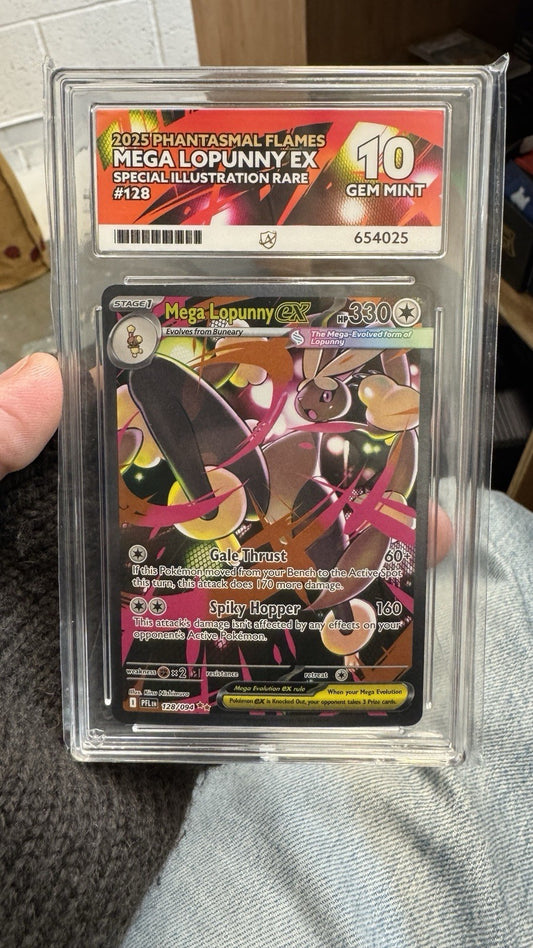 2025 PHANTASMAL FLAMES
MEGA LOPUNNY EX
SPECIAL ILLUSTRATION RARE
#128
10
GEM MINT
654025
STAGE 1
Mega Lopunny ex
HP 330
Evolves from Buneary
The Mega-Evolved form of
Lopunny
Gale Thrust 60+
If this Pokémon moved from your Bench to the Active Spot
this turn, this attack does 170 more damage.
Spiky Hopper 160
This attack's damage isn't affected by any effects on your
opponent's Active Pokémon.
weakness ×2 resistance retreat
Illus. Kinu Nishimura
Mega Evolution ex rule
When your Mega Evolution
Pokémon ex is Knocked Out, your opponent takes 3 Prize cards.
I PFL EN 128/094